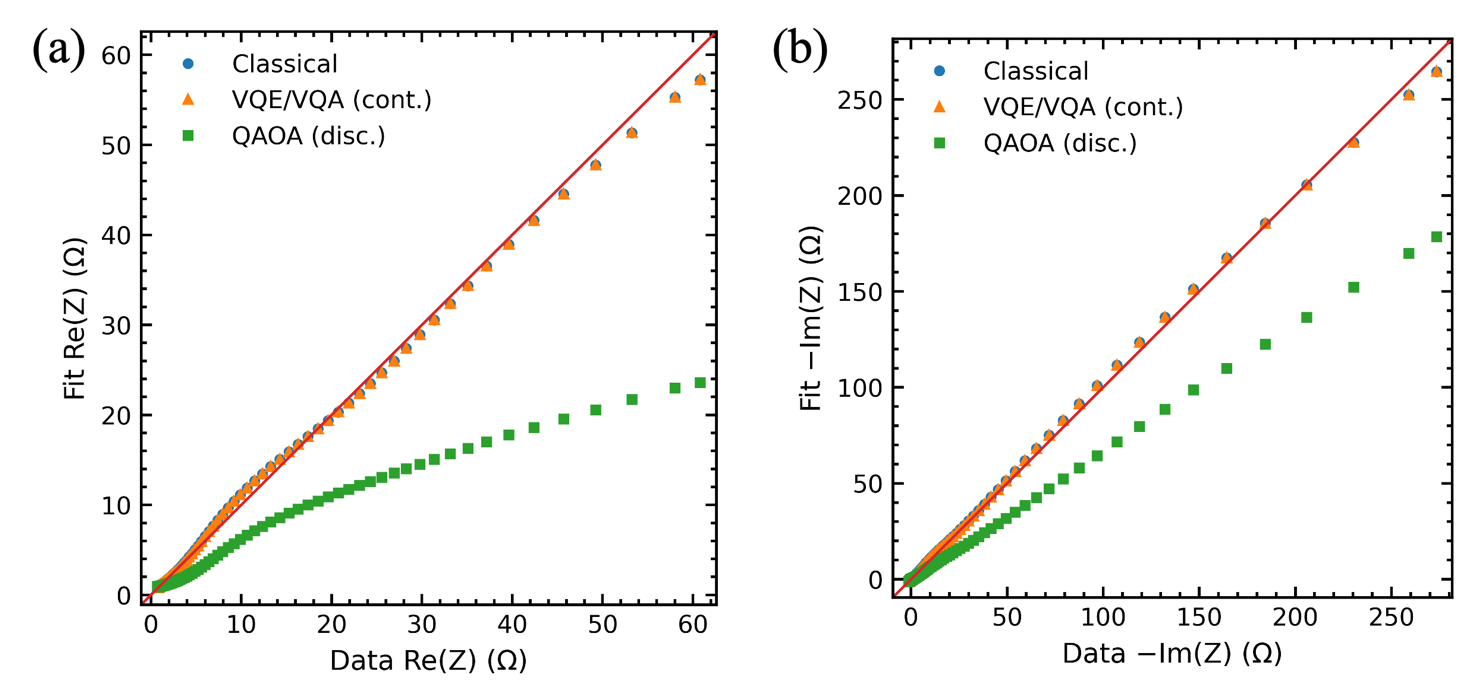 (a)
60
50
40
30
20
10
0
Fit Re(Z) (Ω)
Classical
VQE/VQA (cont.)
QAOA (disc.)
0 10 20 30 40 50 60
Data Re(Z) (Ω)
(b)
250
200
150
100
50
0
Fit −Im(Z) (Ω)
Classical
VQE/VQA (cont.)
QAOA (disc.)
0 50 100 150 200 250
Data −Im(Z) (Ω)